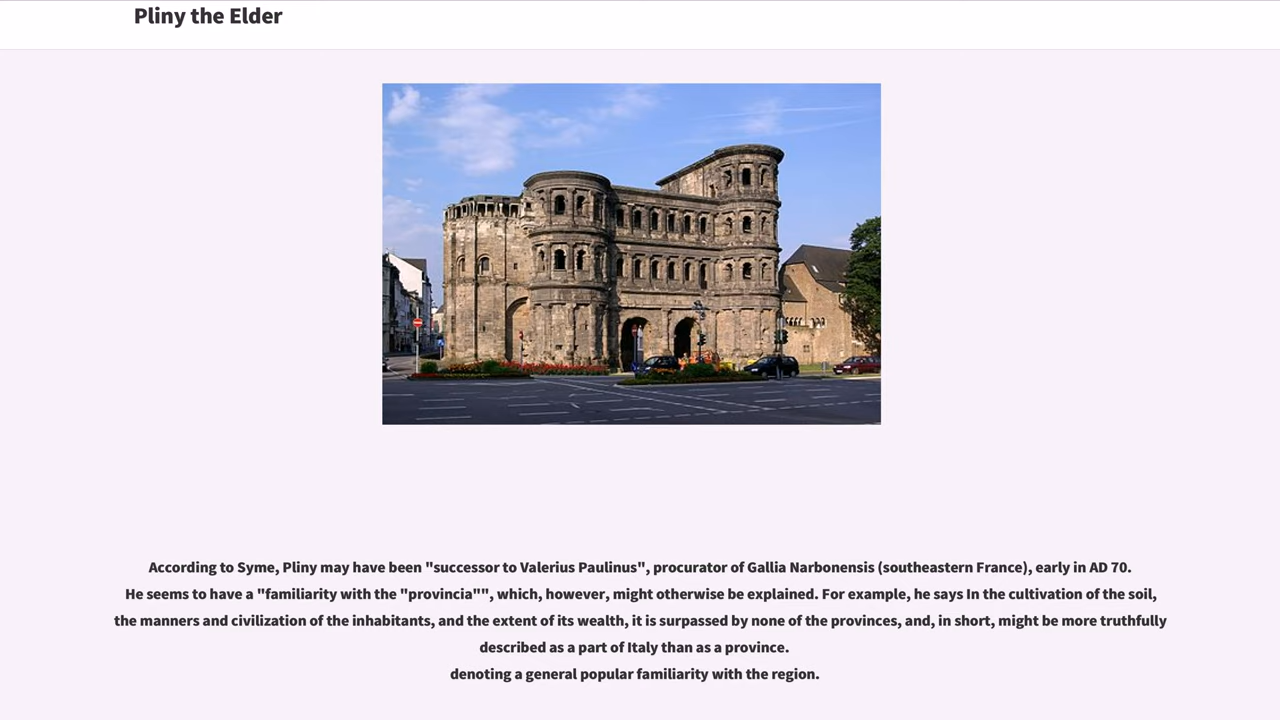 Pliny the Elder
According to Syme, Pliny may have been "successor to Valerius Paulinus", procurator of Gallia Narbonensis (southeastern France), early in AD 70.
He seems to have a "familiarity with the "provincia"", which, however, might otherwise be explained. For example, he says In the cultivation of the soil,
the manners and civilization of the inhabitants, and the extent of its wealth, it is surpassed by none of the provinces, and, in short, might be more truthfully
described as a part of Italy than as a province.
denoting a general popular familiarity with the region.